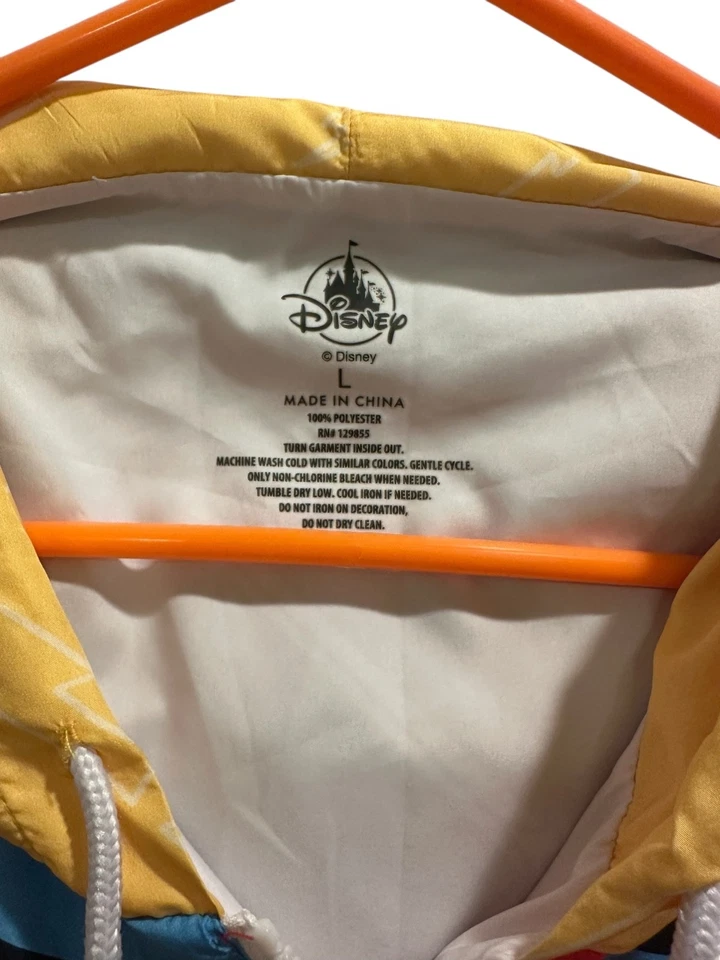 Disney
© Disney
L
MADE IN CHINA
100% POLYESTER
RN# 129855
TURN GARMENT INSIDE OUT.
MACHINE WASH COLD WITH SIMILAR COLORS. GENTLE CYCLE.
ONLY NON-CHLORINE BLEACH WHEN NEEDED.
TUMBLE DRY LOW. COOL IRON IF NEEDED.
DO NOT IRON ON DECORATION,
DO NOT DRY CLEAN.